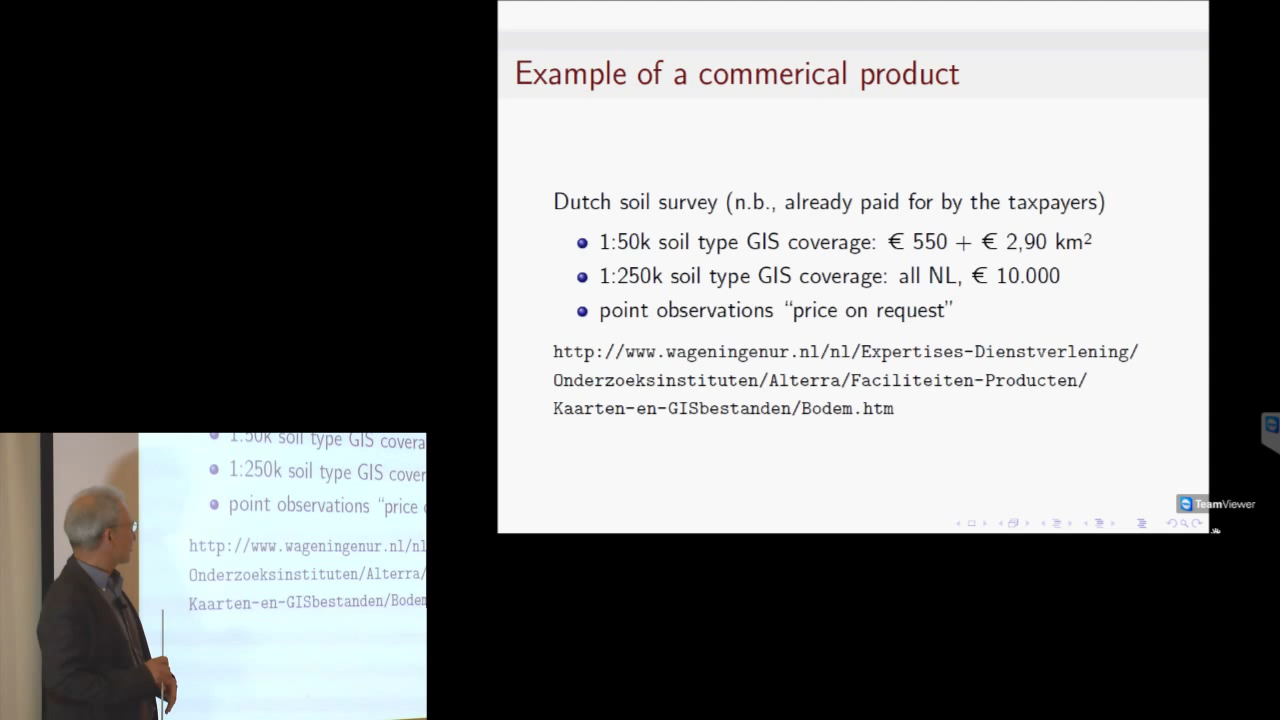 Example of a commerical product
Dutch soil survey (n.b., already paid for by the taxpayers)
1:50k soil type GIS coverage: € 550 + € 2,90 km²
1:250k soil type GIS coverage: all NL, € 10.000
point observations “price on request”
http://www.wageningenur.nl/nl/Expertises-Dienstverlening/
Onderzoeksinstituten/Alterra/Faciliteiten-Producten/
Kaarten-en-GISbestanden/Bodem.htm
TeamViewer
1:50k soil type GIS covera
1:250k soil type GIS cover
point observations “price
http://www.wageningenur.nl/nl
Onderzoeksinstituten/Alterra/
Kaarten-en-GISbestanden/Bodem